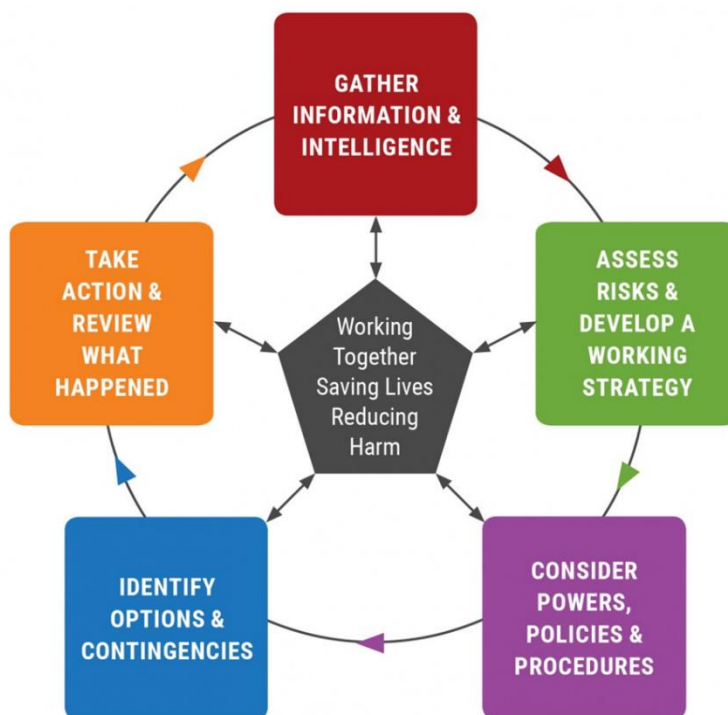 GATHER
INFORMATION &
INTELLIGENCE
ASSESS
RISKS &
DEVELOP A
WORKING
STRATEGY
CONSIDER
POWERS,
POLICIES &
PROCEDURES
IDENTIFY
OPTIONS &
CONTINGENCIES
TAKE
ACTION &
REVIEW
WHAT
HAPPENED
Working
Together
Saving Lives
Reducing
Harm